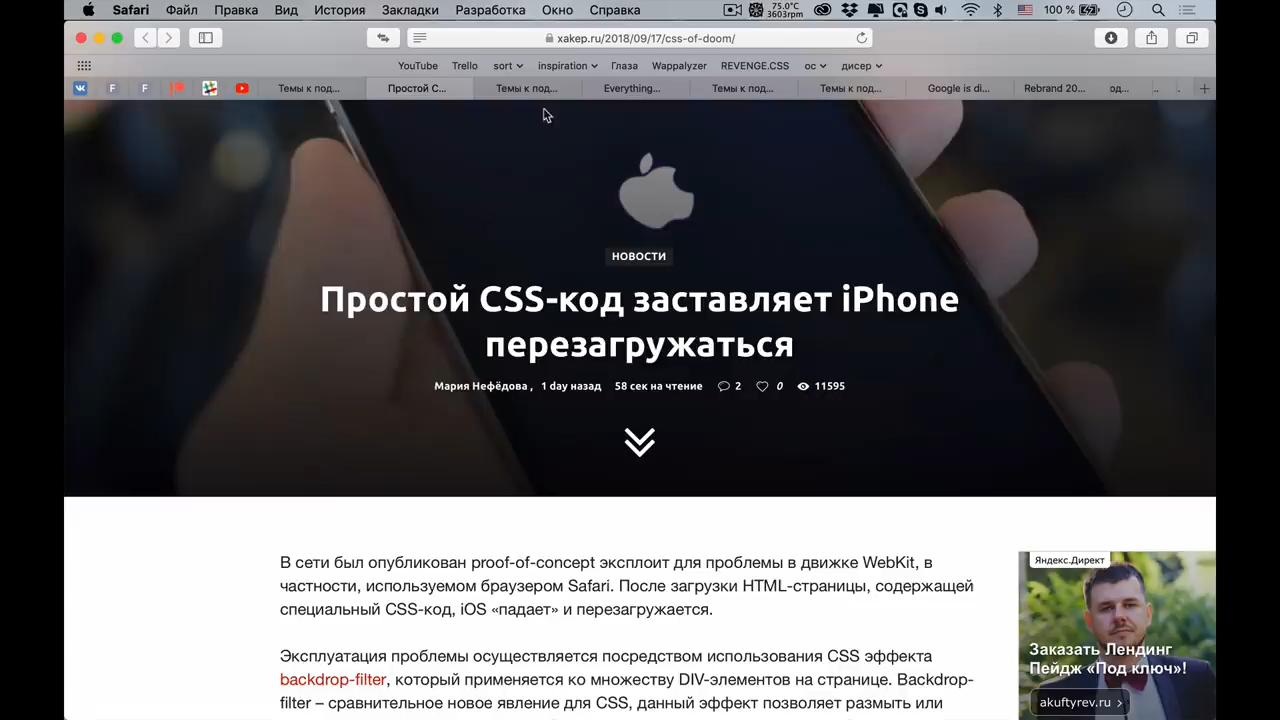 Safari Файл Правка Вид История Закладки Разработка Окно Справка 75.0°C 3603rpm 100 %
xakep.ru/2018/09/17/css-of-doom/
YouTube Trello sort inspiration Глаза Wappalyzer REVENGE.CSS ос дисер
Темы к под... Простой С... Темы к под... Everything... Темы к под... Темы к под... Google is di... Rebrand 20... од...
НОВОСТИ
Простой CSS-код заставляет iPhone
перезагружаться
Мария Нефёдова , 1 day назад 58 сек на чтение 2 0 11595
В сети был опубликован proof-of-concept эксплоит для проблемы в движке WebKit, в
частности, используемом браузером Safari. После загрузки HTML-страницы, содержащей
специальный CSS-код, iOS «падает» и перезагружается.
Эксплуатация проблемы осуществляется посредством использования CSS эффекта
backdrop-filter, который применяется ко множеству DIV-элементов на странице. Backdrop-
filter – сравнительное новое явление для CSS, данный эффект позволяет размыть или
Яндекс.Директ
Заказать Лендинг
Пейдж «Под ключ»!
akuftyrev.ru